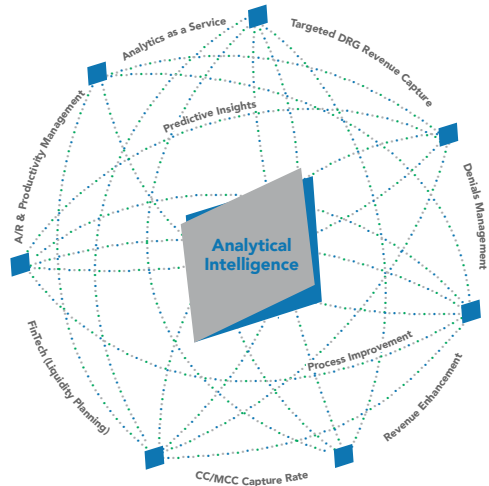 Analytics as a Service
Targeted DRG Revenue Capture
Predictive Insights
A/R & Productivity Management
Denials Management
Analytical
Intelligence
FinTech (Liquidity Planning)
Process Improvement
Revenue Enhancement
CC/MCC Capture Rate